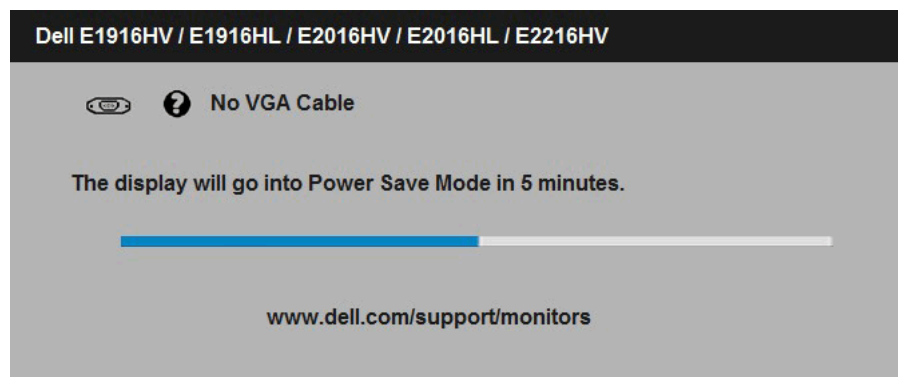 Dell E1916HV / E1916HL / E2016HV / E2016HL / E2216HV
? No VGA Cable
The display will go into Power Save Mode in 5 minutes.
www.dell.com/support/monitors